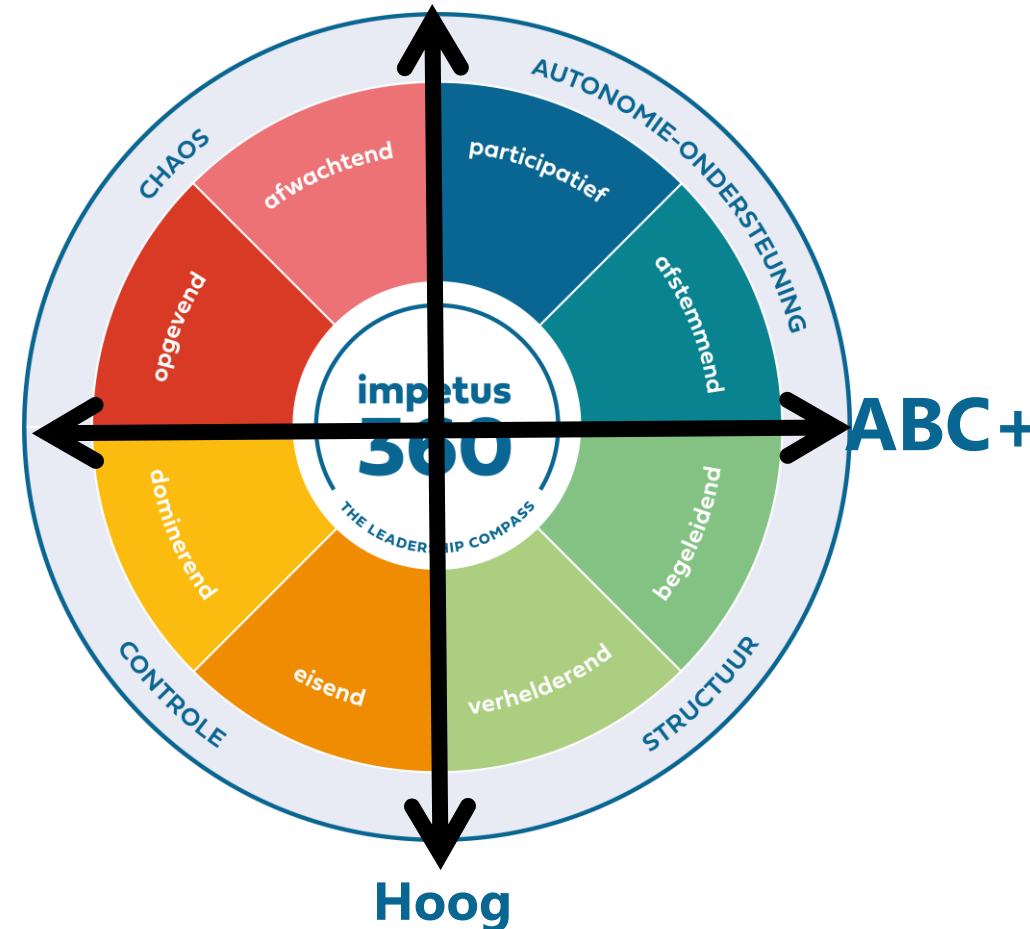 AUTONOMIE-ONDERSTEUNING
CHAOS
afwachtend
participatief
opgevend
afstemmend
impetus
360
THE LEADERSHIP COMPASS
ABC+
dominerend
begeleidend
eisend
verhelderend
CONTROLE
STRUCTUUR
Hoog